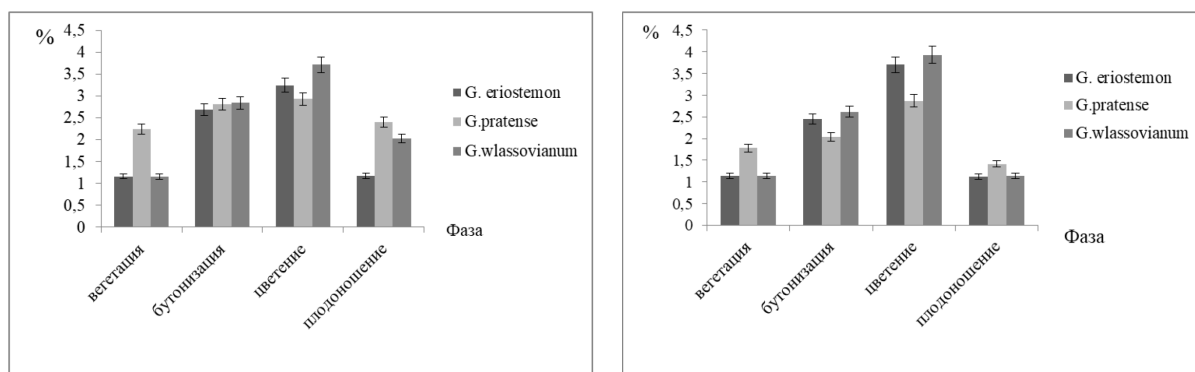 %
4,5
4
3,5
3
2,5
2
1,5
1
0,5
0
вегетация
бутонизация
цветение
плодоношение
Фаза
G. eriostemon
G.pratense
G.wlassovianum
%
4,5
4
3,5
3
2,5
2
1,5
1
0,5
0
вегетация
бутонизация
цветение
плодоношение
Фаза
G. eriostemon
G.pratense
G.wlassovianum